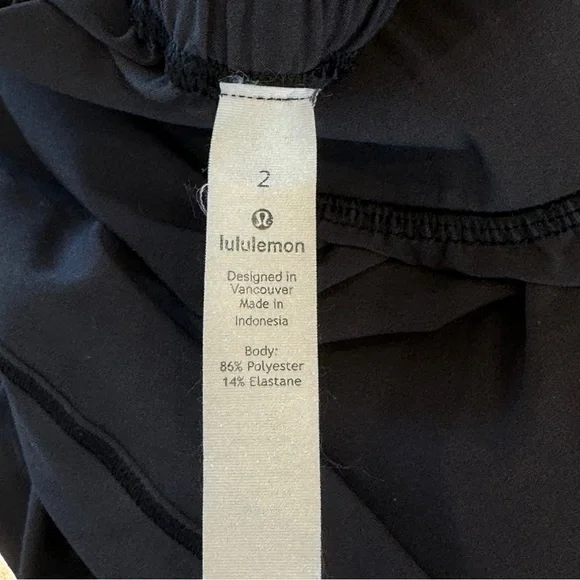 2
lululemon
Designed in
Vancouver
Made in
Indonesia
Body:
86% Polyester
14% Elastane